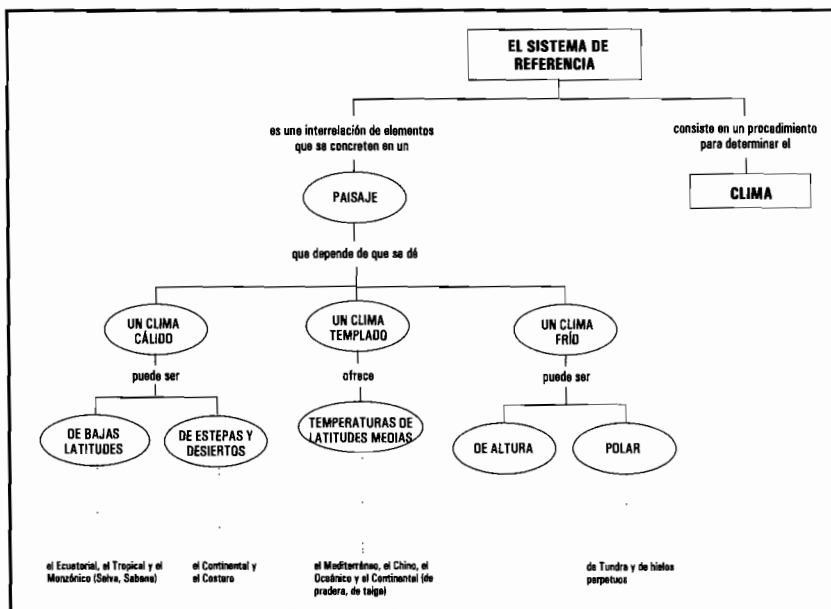 EL SISTEMA DE
REFERENCIA
es une interrelación de elementos
que se concreten en un
consiste en un procadimiento
para determinar el
PAISAJE
CLIMA
que depende de que se dé
UN CLIMA
CÁLIDO
UN CLIMA
TEMPLADO
UN CLIMA
FRÍO
puede ser
ofrece
puede ser
DE BAJAS
LATITUDES
DE ESTEPAS Y
DESIERTOS
TEMPERATURAS DE
LATITUDES MEDIAS
DE ALTURA
POLAR
el Ecuatorial, el Tropical y el
Monzónico (Selva, Sabana)
el Continental y
el Costero
el Mediterráneo, el Chino, el
Oceánico y el Continental (de
pradera, de taiga)
de Tundra y de hielos
perpetuos